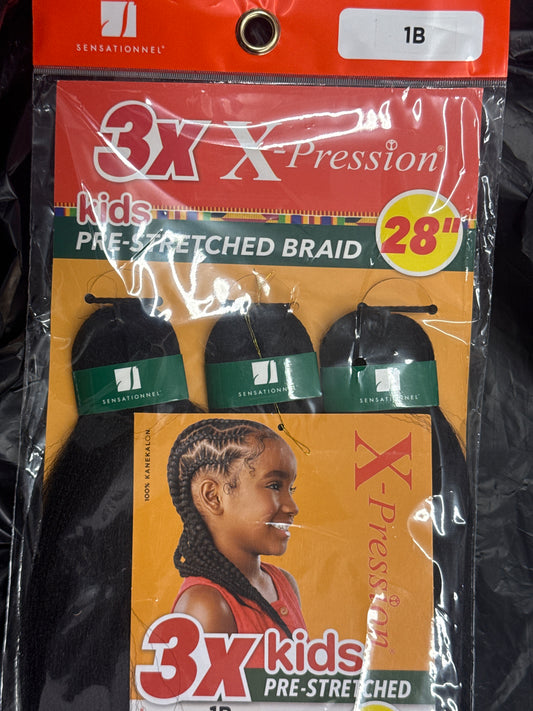 SENSATIONNEL®
1B
3X X-PRESSION®
kids
PRE-STRETCHED BRAID
28"
SENSATIONNEL
SENSATIONNEL
SENSATIONNEL
100% KANEKALON
X-PRESSION®
3X kids
PRE-STRETCHED
1B